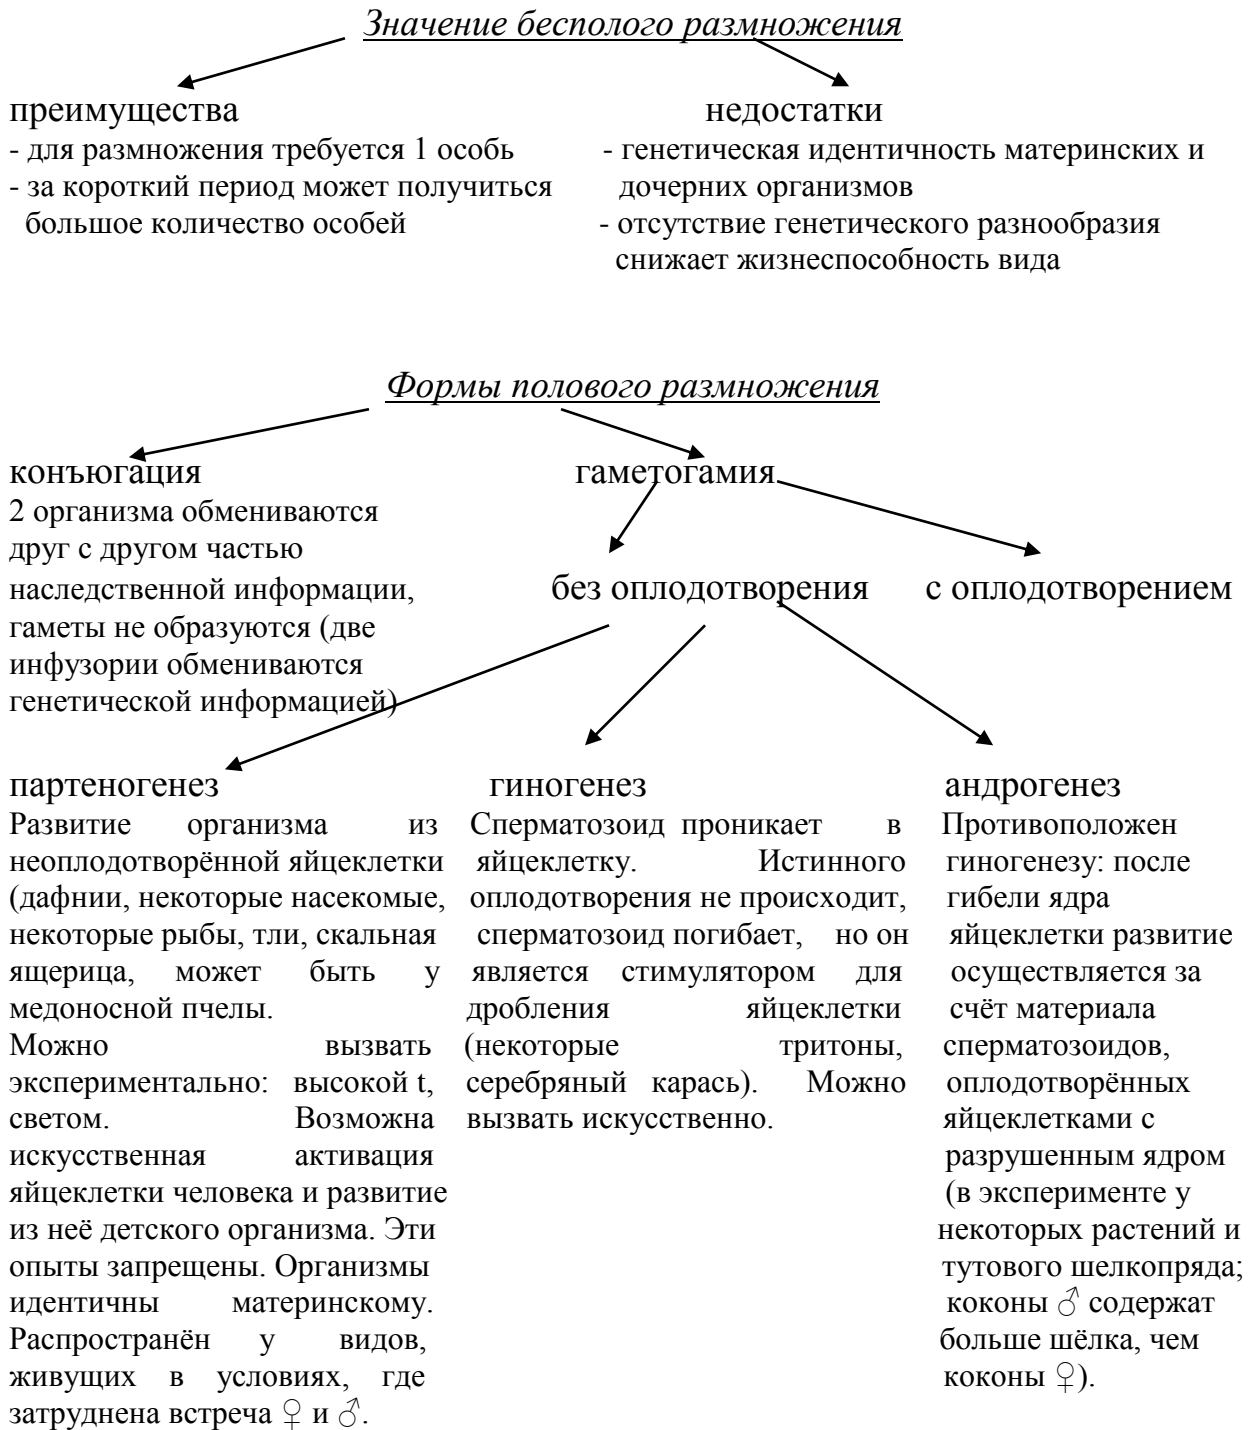 Значение бесполого размножения
преимущества
- для размножения требуется 1 особь
- за короткий период может получиться
большое количество особей
недостатки
- генетическая идентичность материнских и
дочерних организмов
- отсутствие генетического разнообразия
снижает жизнеспособность вида
Формы полового размножения
конъюгация
2 организма обмениваются
друг с другом частью
наследственной информации,
гаметы не образуются (две
инфузории обмениваются
генетической информацией)
гаметогамия
без оплодотворения
с оплодотворением
партеногенез
Развитие организма из
неоплодотворённой яйцеклетки
(дафнии, некоторые насекомые,
некоторые рыбы, тли, скальная
ящерица, может быть у
медоносной пчелы.
Можно вызвать
экспериментально: высокой t,
светом. Возможна
искусственная активация
яйцеклетки человека и развитие
из неё детского организма. Эти
опыты запрещены. Организмы
идентичны материнскому.
Распространён у видов,
живущих в условиях, где
затруднена встреча ♀ и ♂.
гиногенез
Сперматозоид проникает в
яйцеклетку. Истинного
оплодотворения не происходит,
сперматозоид погибает, но он
является стимулятором для
дробления яйцеклетки
(некоторые тритоны,
серебряный карась). Можно
вызвать искусственно.
андрогенез
Противоположен
гиногенезу: после
гибели ядра
яйцеклетки развитие
осуществляется за
счёт материала
сперматозоидов,
оплодотворённых
яйцеклетками с
разрушенным ядром
(в эксперименте у
некоторых растений и
тутового шелкопряда;
коконы ♂ содержат
больше шёлка, чем
коконы ♀).